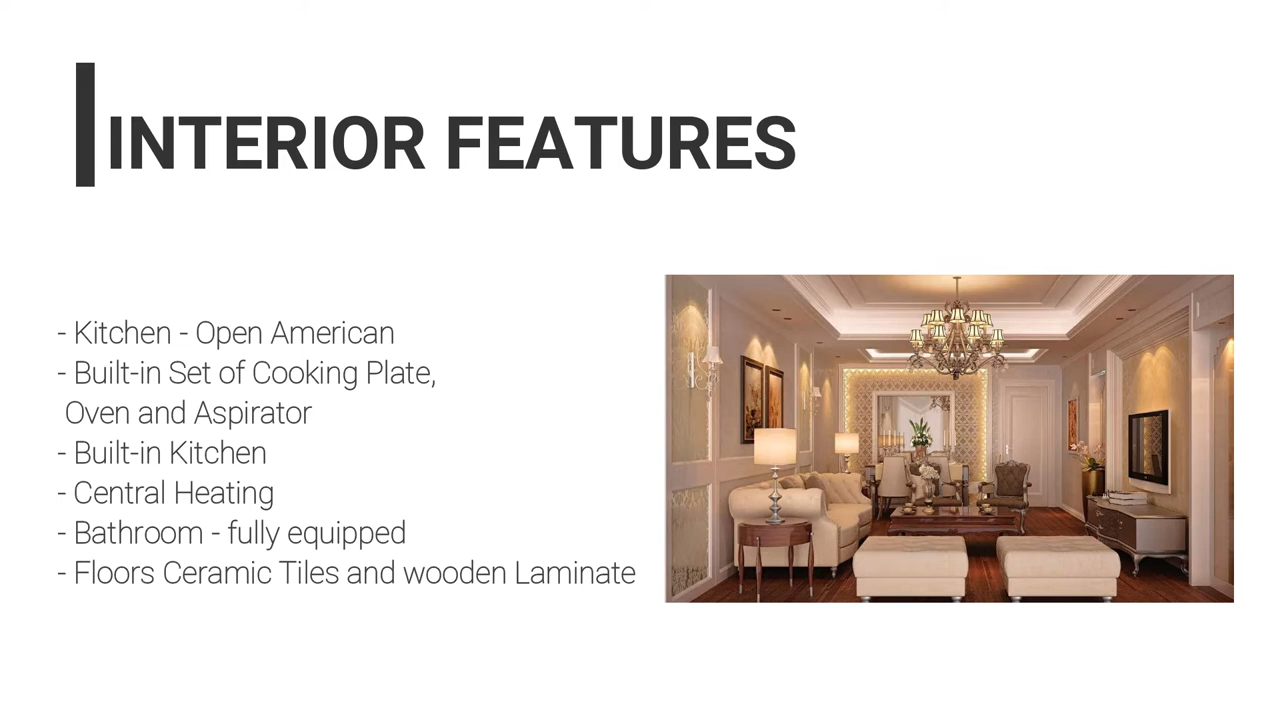 INTERIOR FEATURES
- Kitchen - Open American
- Built-in Set of Cooking Plate,
Oven and Aspirator
- Built-in Kitchen
- Central Heating
- Bathroom - fully equipped
- Floors Ceramic Tiles and wooden Laminate